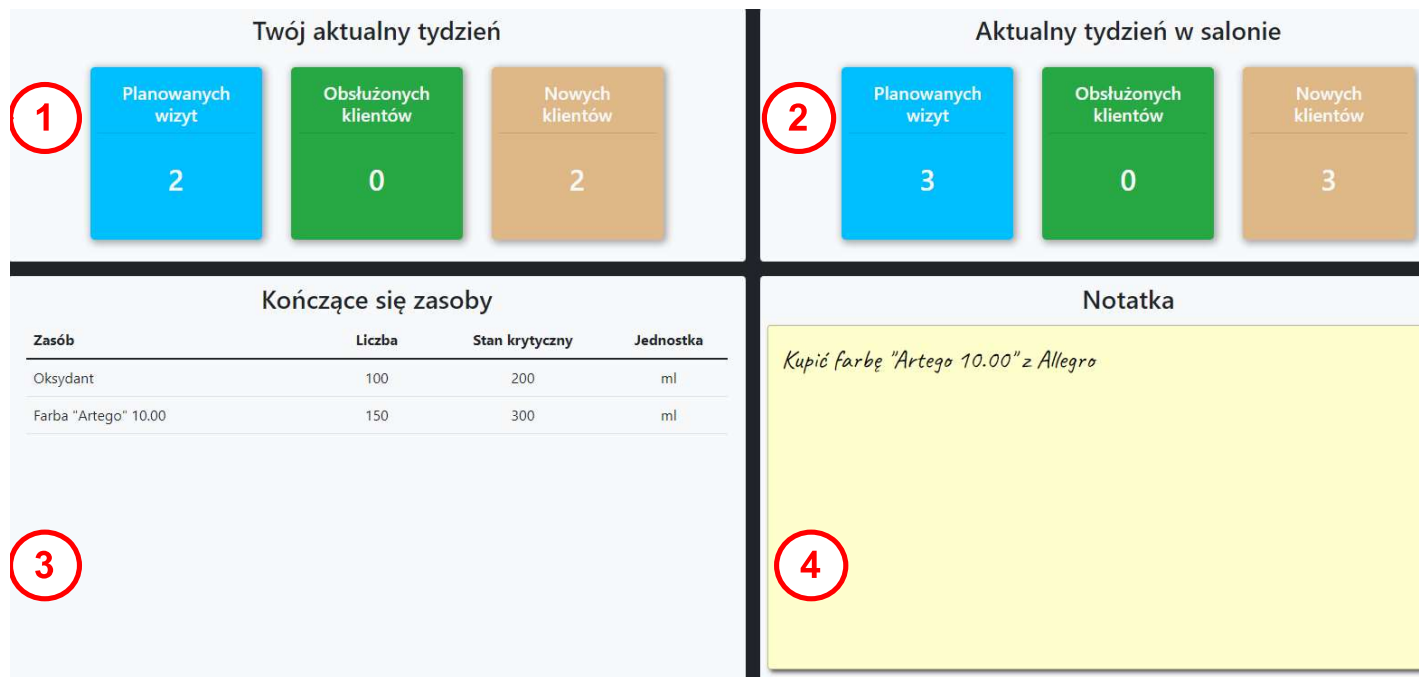 Twój aktualny tydzień
1
Planowanych
wizyt
2
Obsłużonych
klientów
0
Nowych
klientów
2
Aktualny tydzień w salonie
2
Planowanych
wizyt
3
Obsłużonych
klientów
0
Nowych
klientów
3
Kończące się zasoby
Zasób Liczba Stan krytyczny Jednostka
Oksydant 100 200 ml
Farba "Artego" 10.00 150 300 ml
3
Notatka
Kupić farbę "Artego 10.00" z Allegro
4